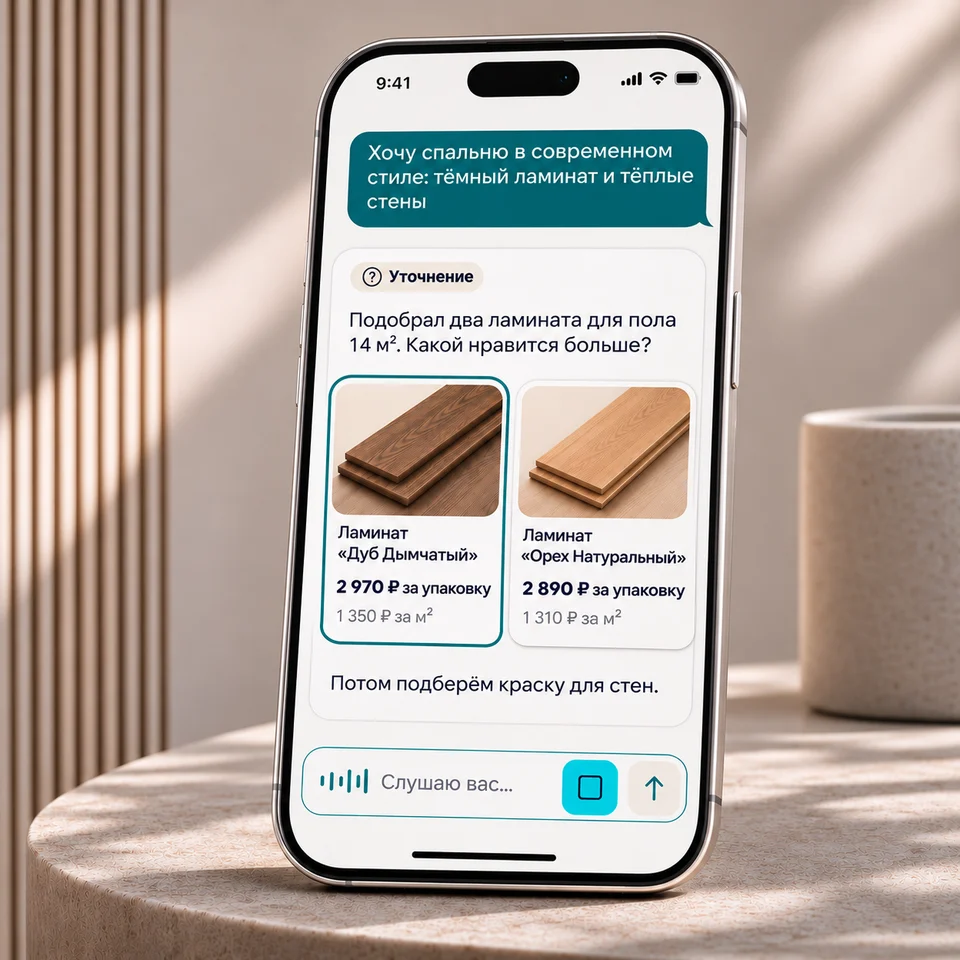 9:41
Хочу спальню в современном
стиле: тёмный ламинат и тёплые
стены
? Уточнение
Подобрал два ламината для пола
14 м². Какой нравится больше?
Ламинат
«Дуб Дымчатый»
2 970 ₽ за упаковку
1 350 ₽ за м²
Ламинат
«Орех Натуральный»
2 890 ₽ за упаковку
1 310 ₽ за м²
Потом подберём краску для стен.
Слушаю вас...